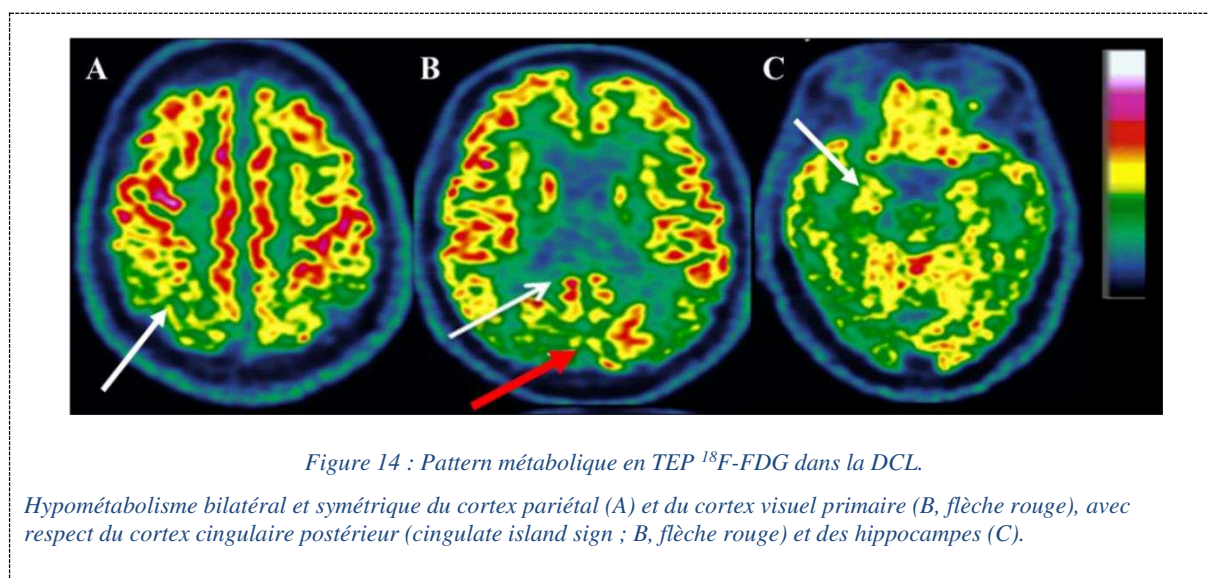 A B C
Figure 14 : Pattern métabolique en TEP ¹⁸F-FDG dans la DCL.
Hypométabolisme bilatéral et symétrique du cortex pariétal (A) et du cortex visuel primaire (B, flèche rouge), avec
respect du cortex cingulaire postérieur (cingulate island sign ; B, flèche rouge) et des hippocampes (C).